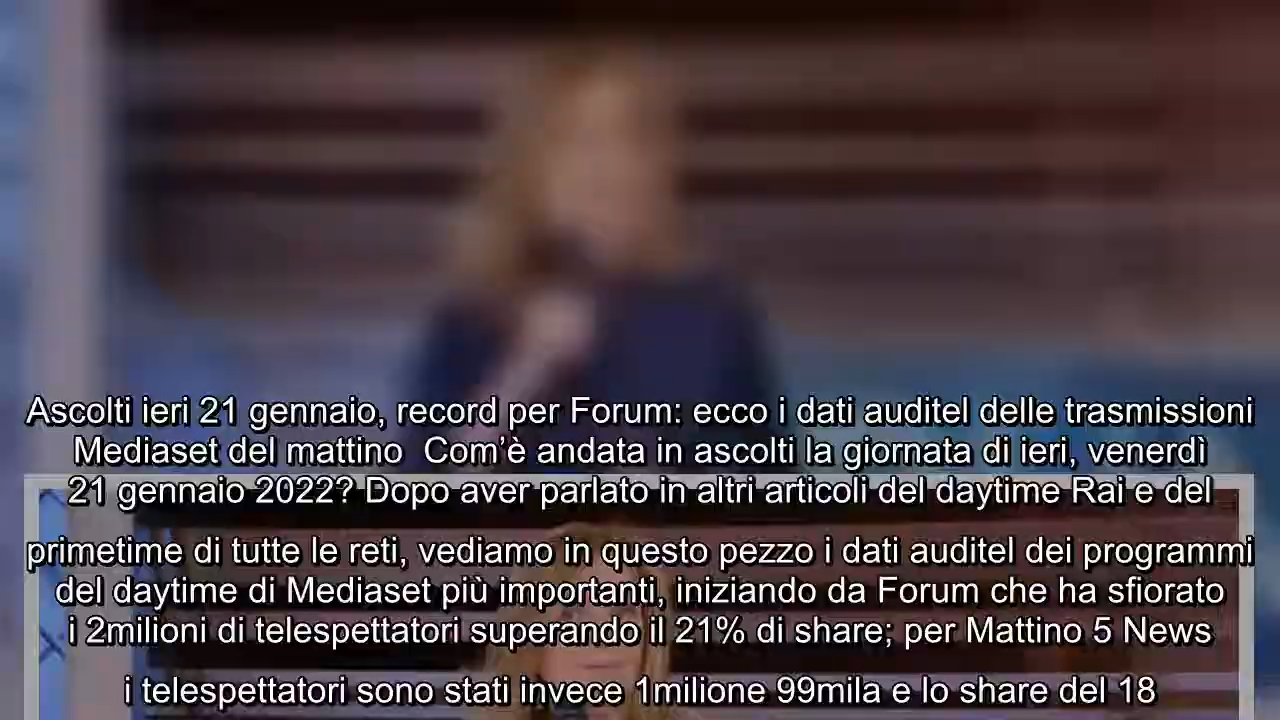 Ascolti ieri 21 gennaio, record per Forum: ecco i dati auditel delle trasmissioni
Mediaset del mattino  Com’è andata in ascolti la giornata di ieri, venerdì
21 gennaio 2022? Dopo aver parlato in altri articoli del daytime Rai e del
primetime di tutte le reti, vediamo in questo pezzo i dati auditel dei programmi
del daytime di Mediaset più importanti, iniziando da Forum che ha sfiorato
i 2milioni di telespettatori superando il 21% di share; per Mattino 5 News
i telespettatori sono stati invece 1milione 99mila e lo share del 18